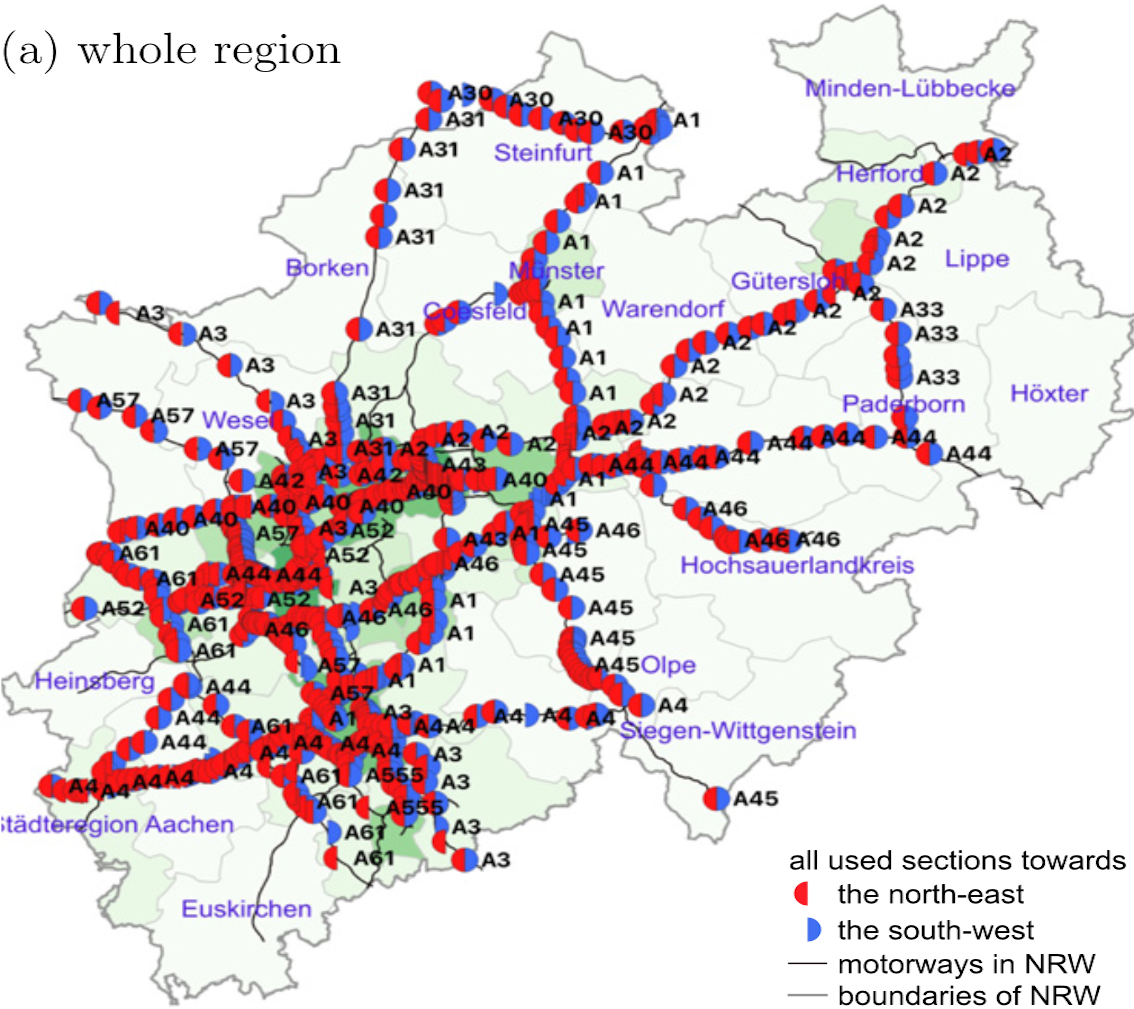 (a) whole region
Minden-Lübbecke
A30
A30
A31
A30
A30
A1
Steinfurt
A31
A2
A1
Herford
A2
A31
A1
A2
A31
A1
A2
Lippe
Borken
Münster
A2
Gütersloh
A2
A3
Coesfeld
A1
Warendorf
A2
A33
A3
A31
A1
A2
A2
A33
A3
A1
A2
A33
A57
A3
A31
A1
A2
Höxter
A57
Wesel
A31
Paderborn
A3
A2
A2
A2
A2
A2
A2
A44
A44
A44
A57
A31
A2
A43
A44
A44
A44
A44
A42
A3
A42
A40
A1
A40
A40
A40
A40
A1
A46
A40
A40
A57
A3
A52
A43
A1
A45
A46
A46
A46
A61
A52
A45
Hochsauerlandkreis
A61
A44
A44
A3
A46
A45
A52
A52
A52
A46
A46
A1
A45
A61
A46
A1
A45
A61
A57
A1
A45
Olpe
Heinsberg
A44
A57
A1
A4
A44
A61
A1
A3
A4
A4
A4
A4
A4
Siegen-Wittgenstein
A44
A4
A4
A4
A4
A3
A4
A4
A4
A4
A4
A61
A555
A3
A45
A61
A555
Städteregion Aachen
A61
A3
A61
A3
Euskirchen
all used sections towards
the north-east
the south-west
motorways in NRW
boundaries of NRW